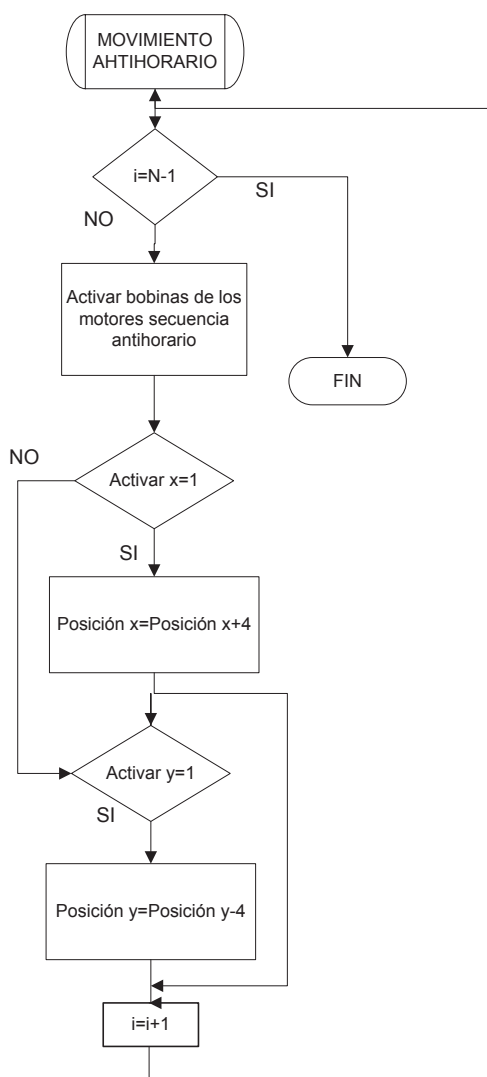 MOVIMIENTO
AHTIHORARIO
i=N-1
SI
NO
Activar bobinas de los
motores secuencia
antihorario
FIN
NO
Activar x=1
SI
Posición x=Posición x+4
Activar y=1
SI
Posición y=Posición y-4
i=i+1